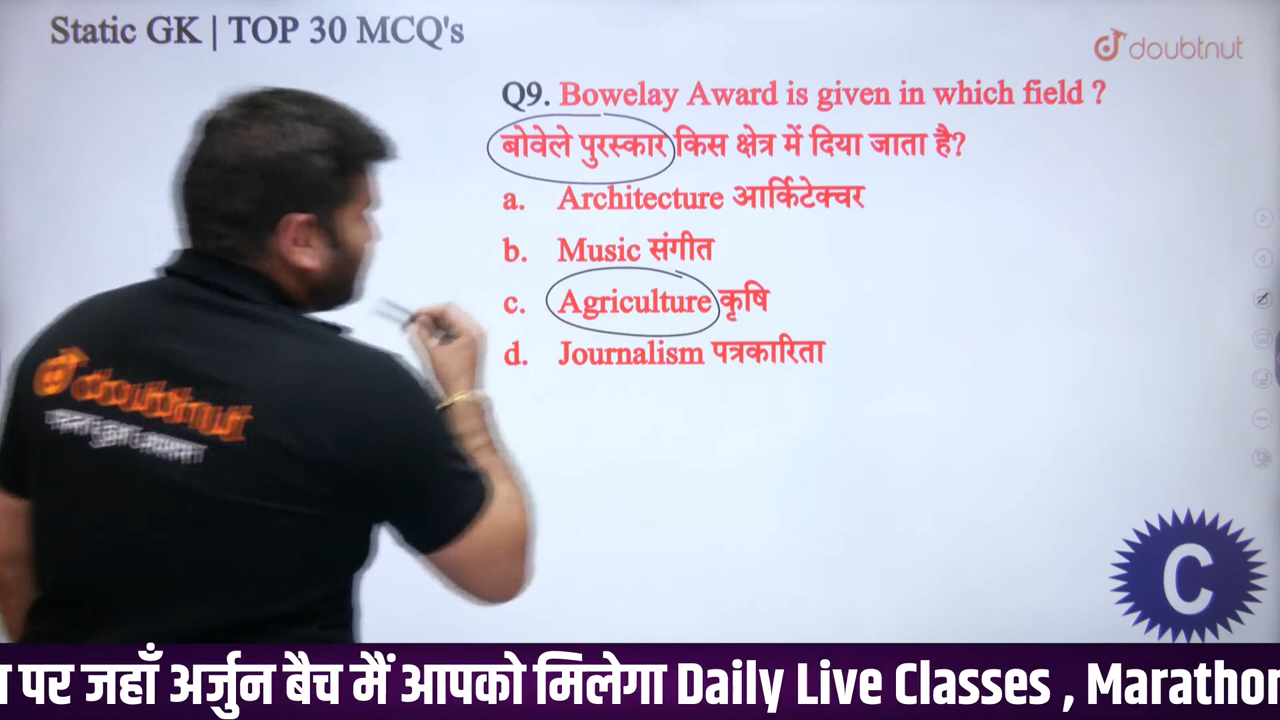 Static GK | TOP 30 MCQ's
doubtnut
Q9. Bowelay Award is given in which field ?
बोवेले पुरस्कार किस क्षेत्र में दिया जाता है?
a. Architecture आर्किटेक्चर
b. Music संगीत
c. Agriculture कृषि
d. Journalism पत्रकारिता
doubtnut
C
पर जहाँ अर्जुन बैच मैं आपको मिलेगा Daily Live Classes , Marathon